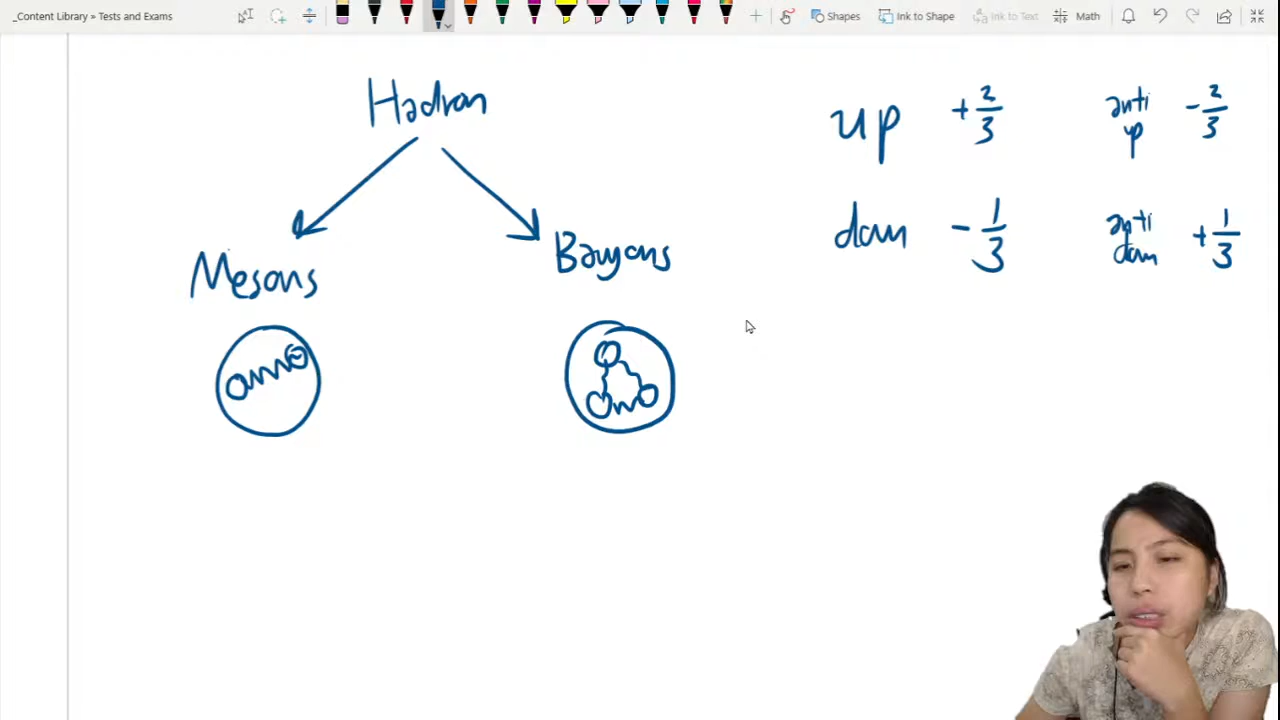 _Content Library » Tests and Exams
Shapes
Ink to Shape
Ink to Text
Math
Hadron
Mesons
Baryons
up +2/3
anti up -2/3
down -1/3
anti down +1/3